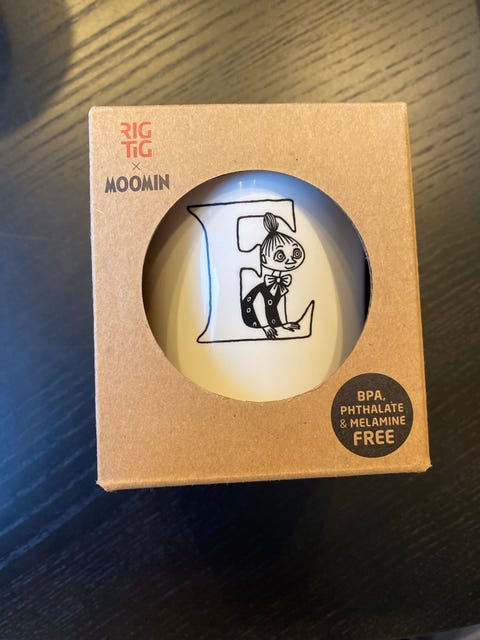 RIG
TIG
×
MOOMIN
E
BPA,
PHTHALATE
& MELAMINE
FREE